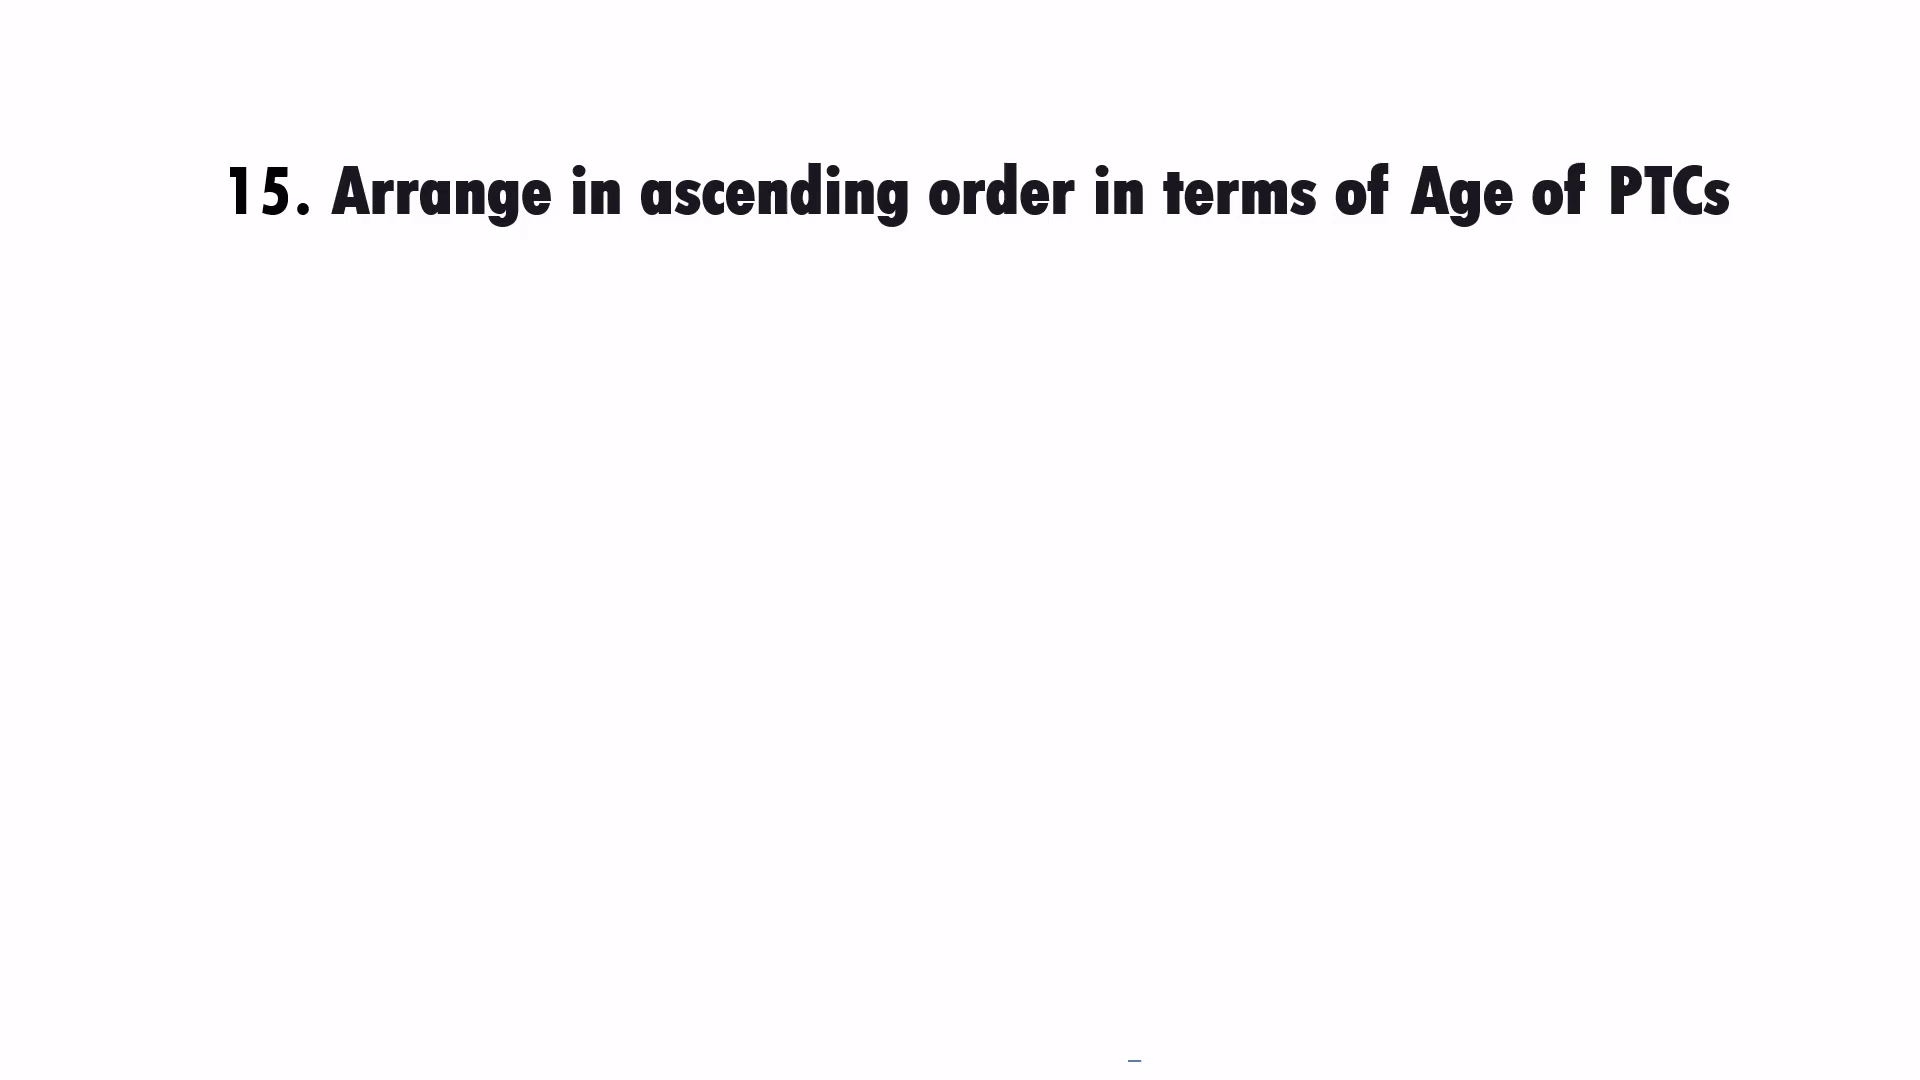 15. Arrange in ascending order in terms of Age of PTCs